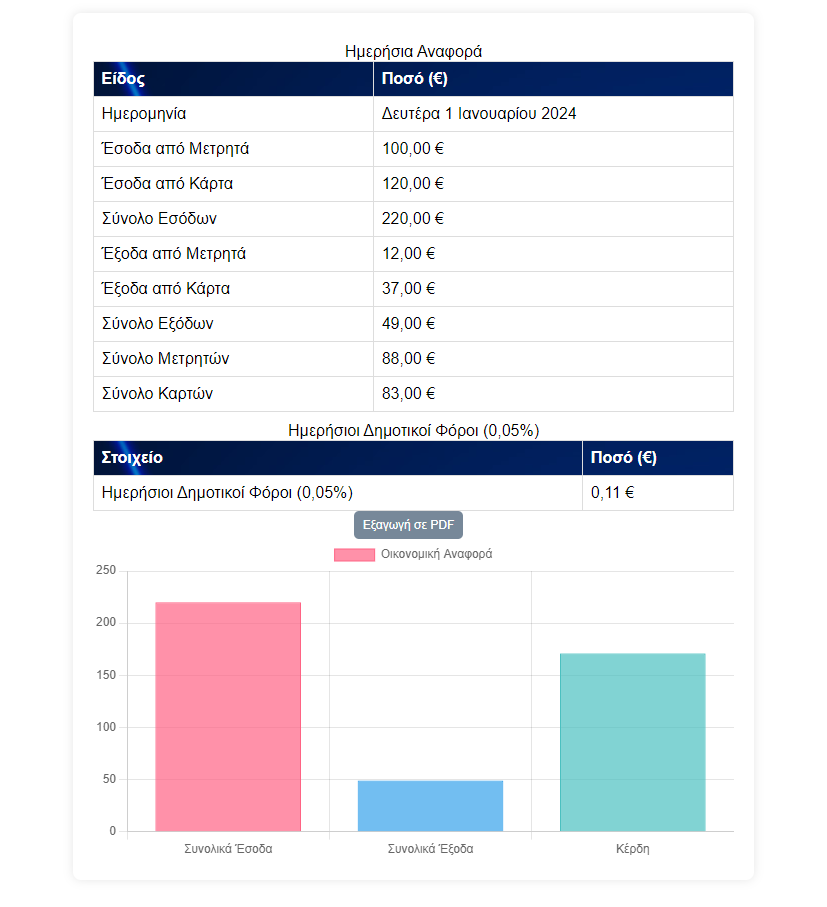 Ημερήσια Αναφορά
Είδος Ποσό (€)
Ημερομηνία Δευτέρα 1 Ιανουαρίου 2024
Έσοδα από Μετρητά 100,00 €
Έσοδα από Κάρτα 120,00 €
Σύνολο Εσόδων 220,00 €
Έξοδα από Μετρητά 12,00 €
Έξοδα από Κάρτα 37,00 €
Σύνολο Εξόδων 49,00 €
Σύνολο Μετρητών 88,00 €
Σύνολο Καρτών 83,00 €
Ημερήσιοι Δημοτικοί Φόροι (0,05%)
Στοιχείο Ποσό (€)
Ημερήσιοι Δημοτικοί Φόροι (0,05%) 0,11 €
Εξαγωγή σε PDF
Οικονομική Αναφορά
250
200
150
100
50
0
Συνολικά Έσοδα Συνολικά Έξοδα Κέρδη